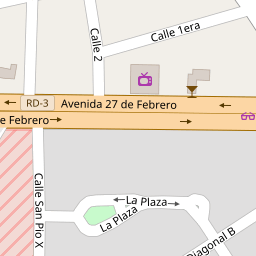 Calle 2
Calle 1era
RD-3
Avenida 27 de Febrero
e Febrero
Calle San Pio X
La Plaza
La Plaza
Diagonal B